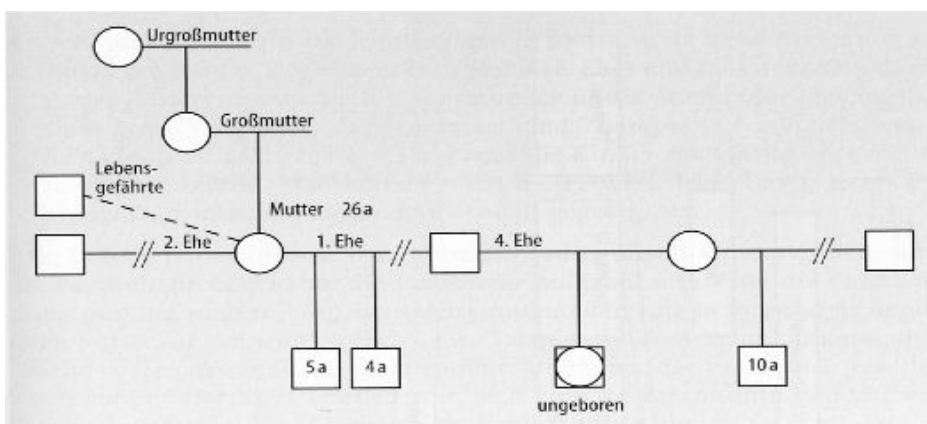 Urgroßmutter
Großmutter
Lebens-
gefährte
Mutter 26a
2. Ehe
1. Ehe
4. Ehe
5a
4a
10a
ungeboren